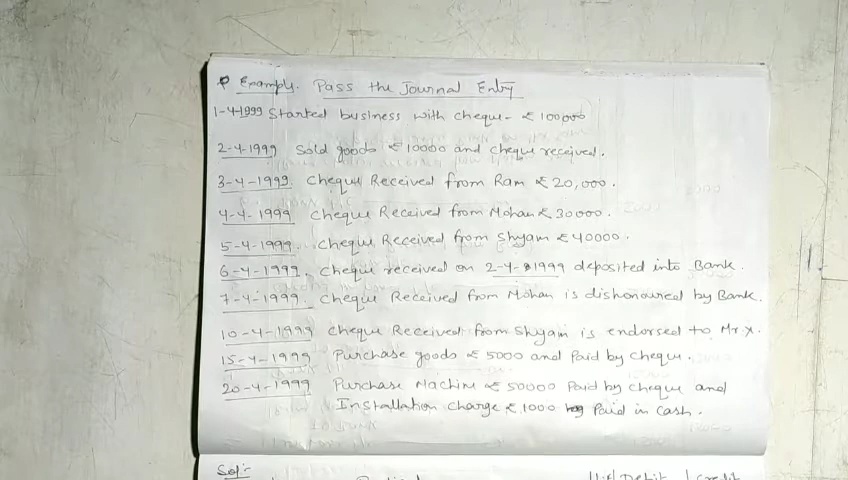 Example. Pass the Journal Entry
1-4-1999 Started business with cheque - ₹ 100000
2-4-1999 Sold goods ₹ 10000 and cheque received.
3-4-1999. Cheque Received from Ram ₹ 20,000.
4-4-1999 Cheque Received from Mohan ₹ 30000.
5-4-1999. Cheque Received from Shyam ₹ 40000.
6-4-1999. Cheque received on 2-4-1999 deposited into Bank.
7-4-1999. Cheque Received from Mohan is dishonoured by Bank.
10-4-1999 Cheque Received from Shyam is endorsed to Mr. X.
15-4-1999 Purchase goods ₹ 5000 and Paid by cheque.
20-4-1999 Purchase Machine ₹ 50000 Paid by cheque and
Installation charge ₹ 1000 Paid in cash.
Sol:-
Debit | Credit